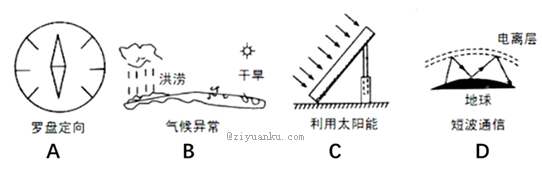 电离层
洪涝
干旱
地球
罗盘定向
气候异常
利用太阳能
短波通信
@ziyuanku.com
A
B
C
D